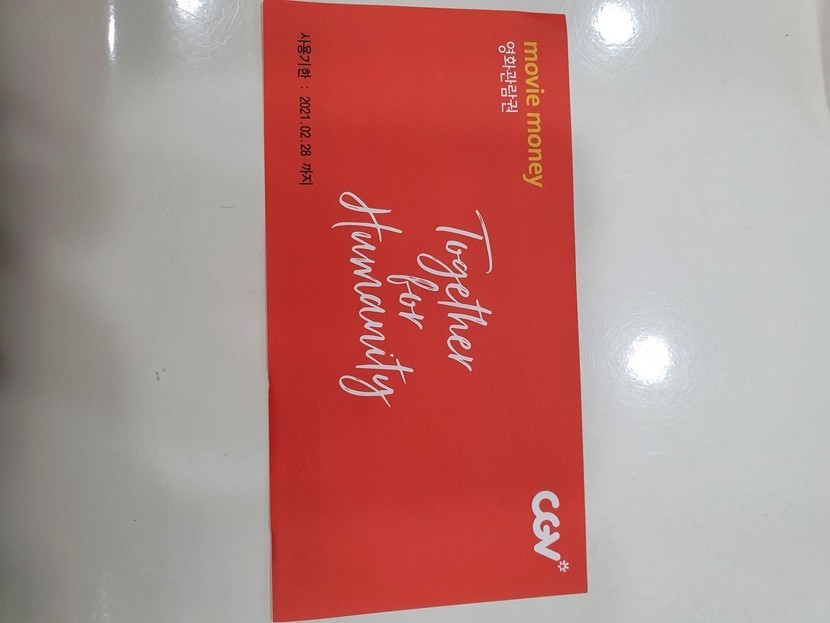 movie money
영화관람권
CGV
Together
for
Humanity
사용기한 : 2021.02.28 까지